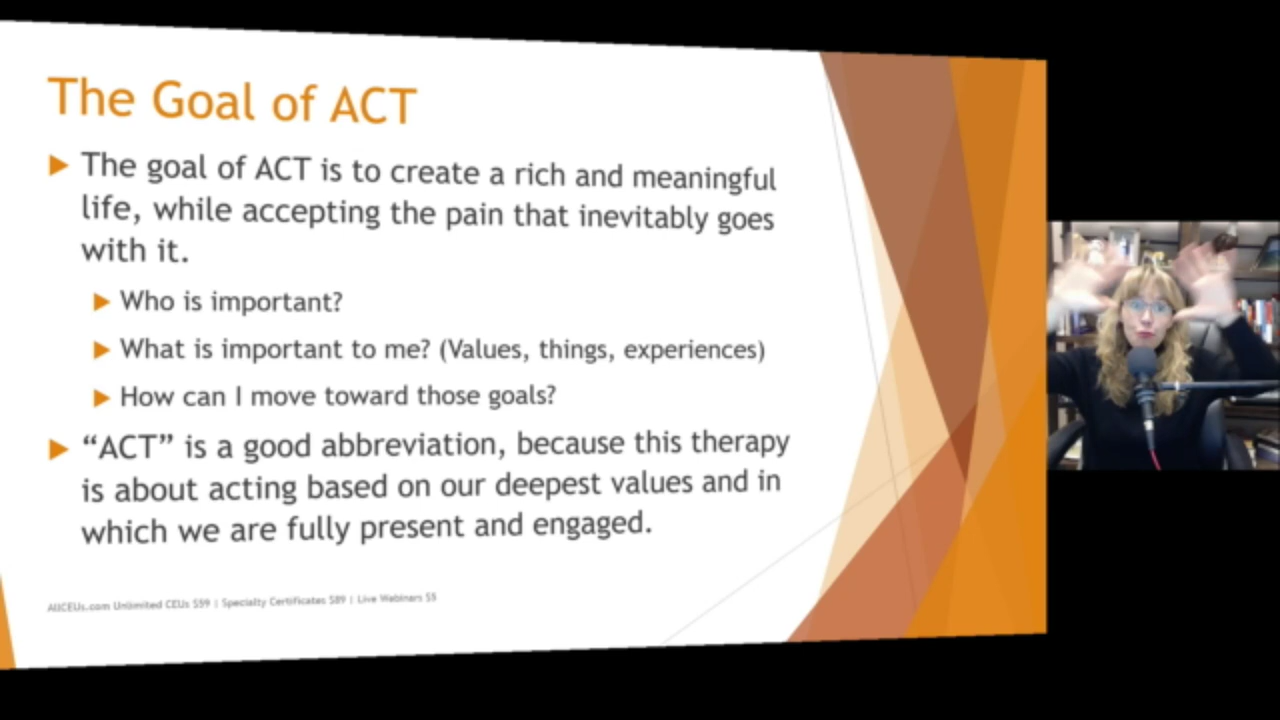 The Goal of ACT
The goal of ACT is to create a rich and meaningful
life, while accepting the pain that inevitably goes
with it.
Who is important?
What is important to me? (Values, things, experiences)
How can I move toward those goals?
“ACT” is a good abbreviation, because this therapy
is about acting based on our deepest values and in
which we are fully present and engaged.
AllCEUs.com Unlimited CEUs $59 | Specialty Certificates $89 | Live Webinars $5